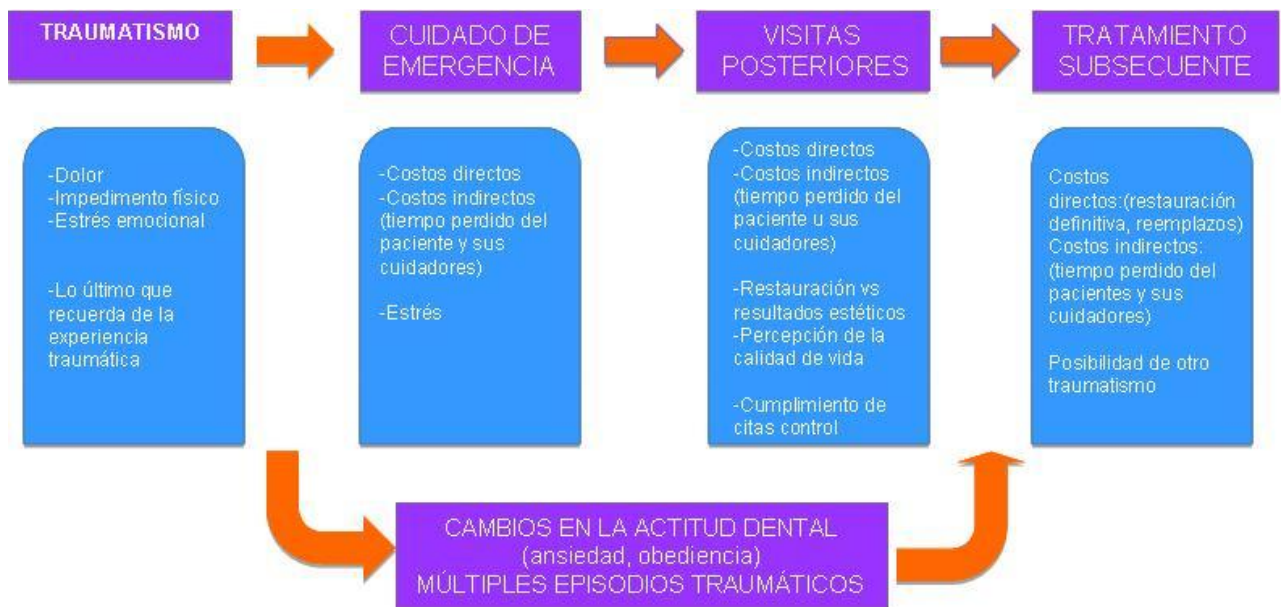 TRAUMATISMO
CUIDADO DE
EMERGENCIA
VISITAS
POSTERIORES
TRATAMIENTO
SUBSECUENTE
-Dolor
-Impedimento físico
-Estrés emocional
-Lo último que
recuerda de la
experiencia
traumática
-Costos directos
-Costos indirectos
(tiempo perdido del
paciente y sus
cuidadores)
-Estrés
-Costos directos
-Costos indirectos
(tiempo perdido del
paciente u sus
cuidadores)
-Restauración vs
resultados estéticos
-Percepción de la
calidad de vida
-Cumplimiento de
citas control
Costos
directos:(restauración
definitiva, reemplazos)
Costos indirectos:
(tiempo perdido del
pacientes y sus
cuidadores)
Posibilidad de otro
traumatismo
CAMBIOS EN LA ACTITUD DENTAL
(ansiedad, obediencia)
MÚLTIPLES EPISODIOS TRAUMÁTICOS